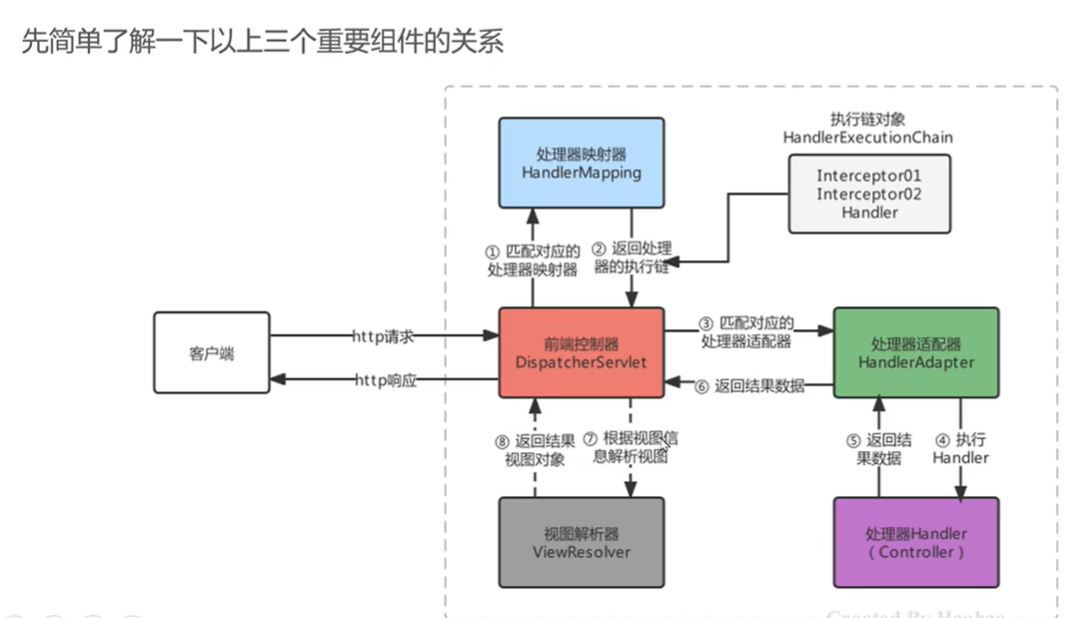 先简单了解一下以上三个重要组件的关系
执行链对象
HandlerExecutionChain
处理器映射器
HandlerMapping
Interceptor01
Interceptor02
Handler
① 匹配对应的
处理器映射器
② 返回处理
器的执行链
客户端
http请求
http响应
前端控制器
DispatcherServlet
③ 匹配对应的
处理器适配器
⑥ 返回结果数据
处理器适配器
HandlerAdapter
⑧ 返回结果
视图对象
⑦ 根据视图信
息解析视图
⑤ 返回结
果数据
④ 执行
Handler
视图解析器
ViewResolver
处理器Handler
（Controller）
Created By